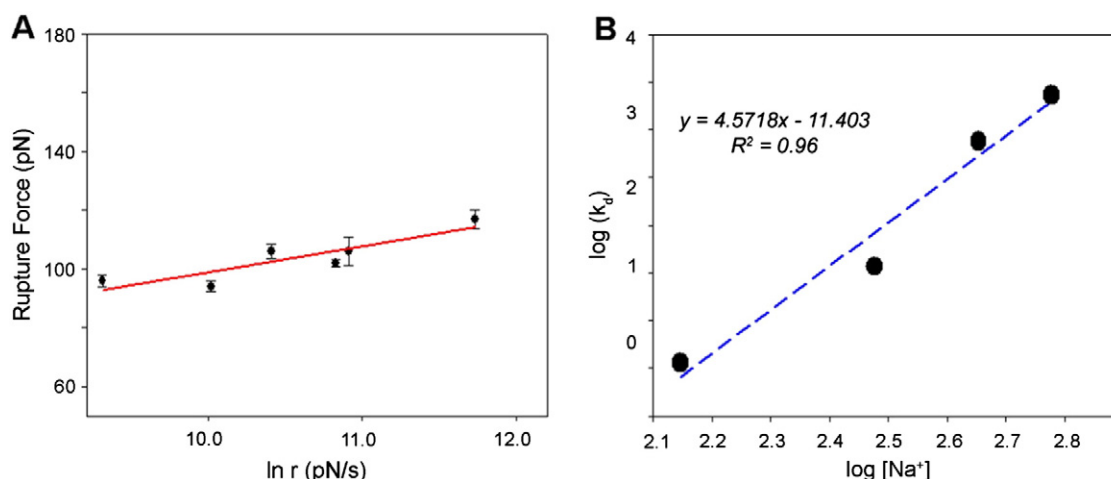 A
180
140
100
60
Rupture Force (pN)
10.0
11.0
12.0
ln r (pN/s)
B
4
3
2
1
0
log (k_d)
y = 4.5718x - 11.403
R² = 0.96
2.1
2.2
2.3
2.4
2.5
2.6
2.7
2.8
log [Na⁺]